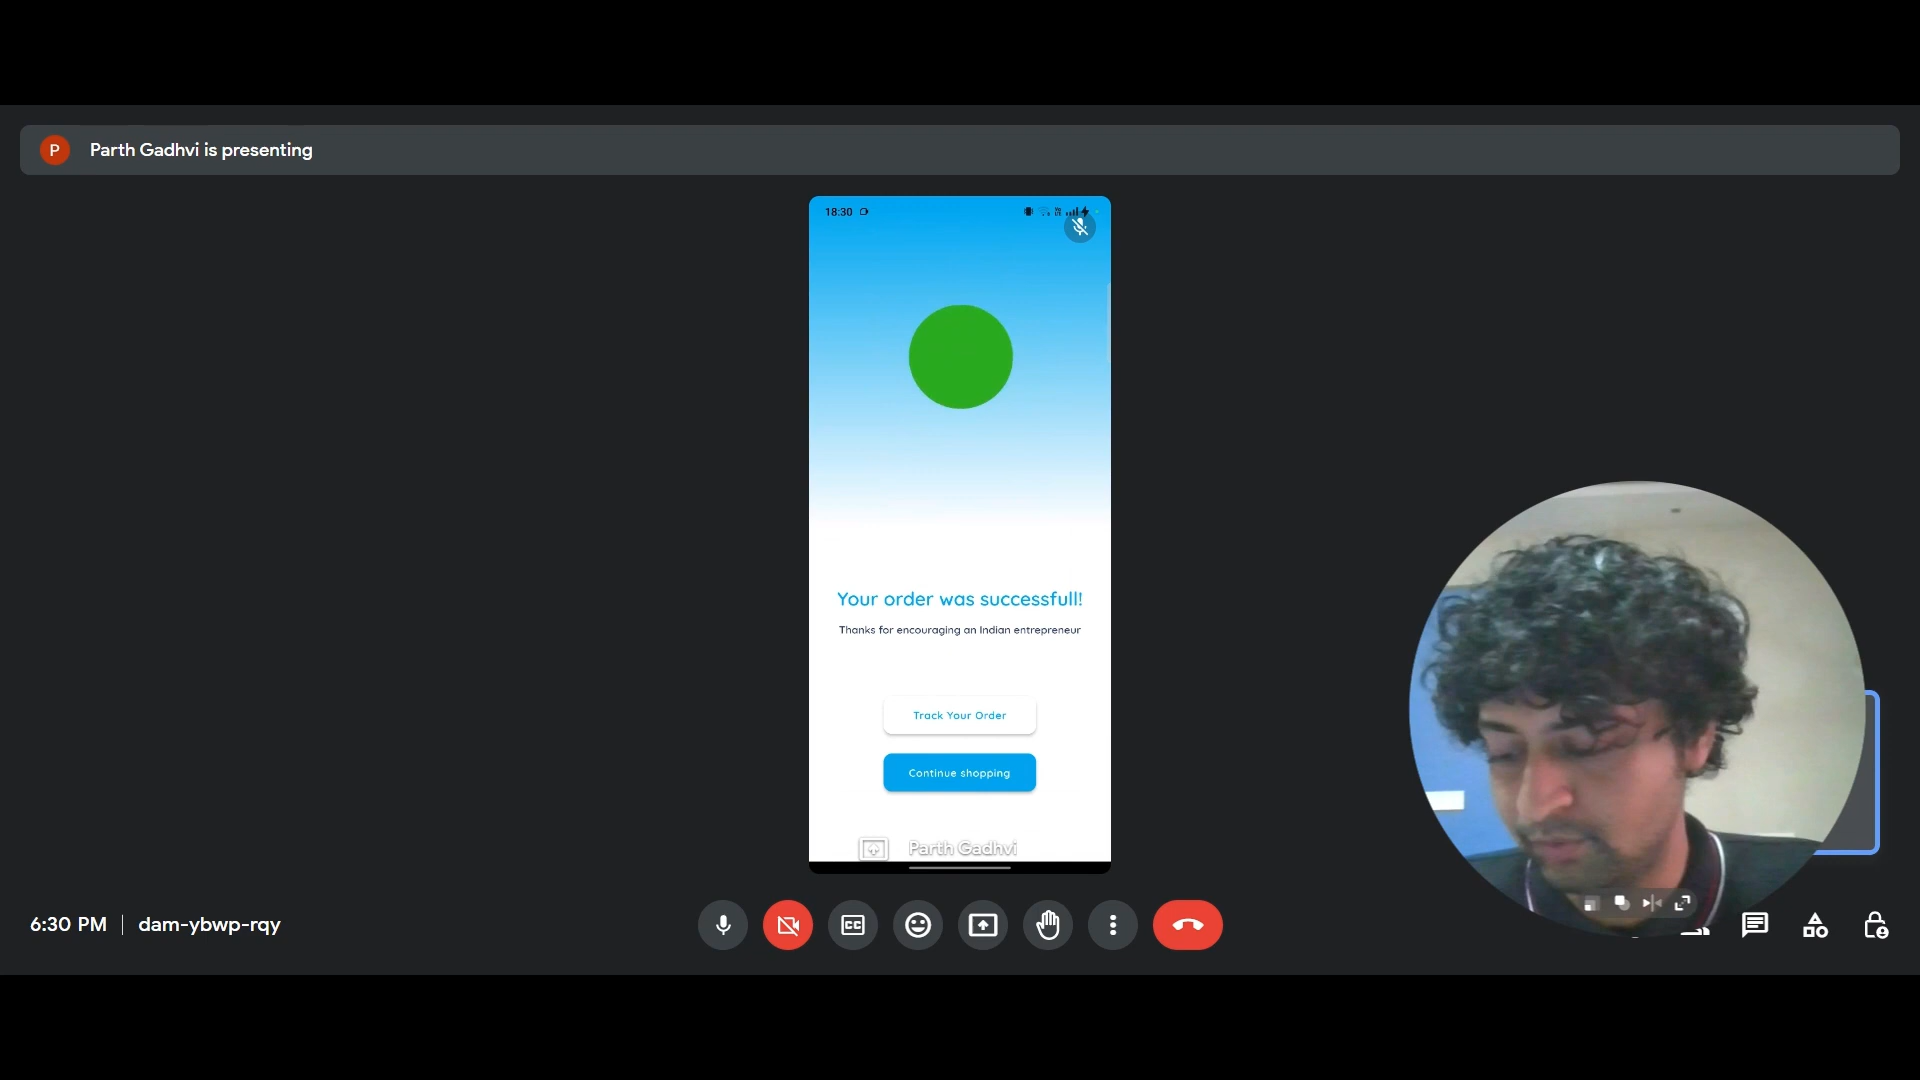 P
Parth Gadhvi is presenting
18:30
Your order was successfull!
Thanks for encouraging an Indian entrepreneur
Track Your Order
Continue shopping
Parth Gadhvi
6:30 PM | dam-ybwp-rqy
CC